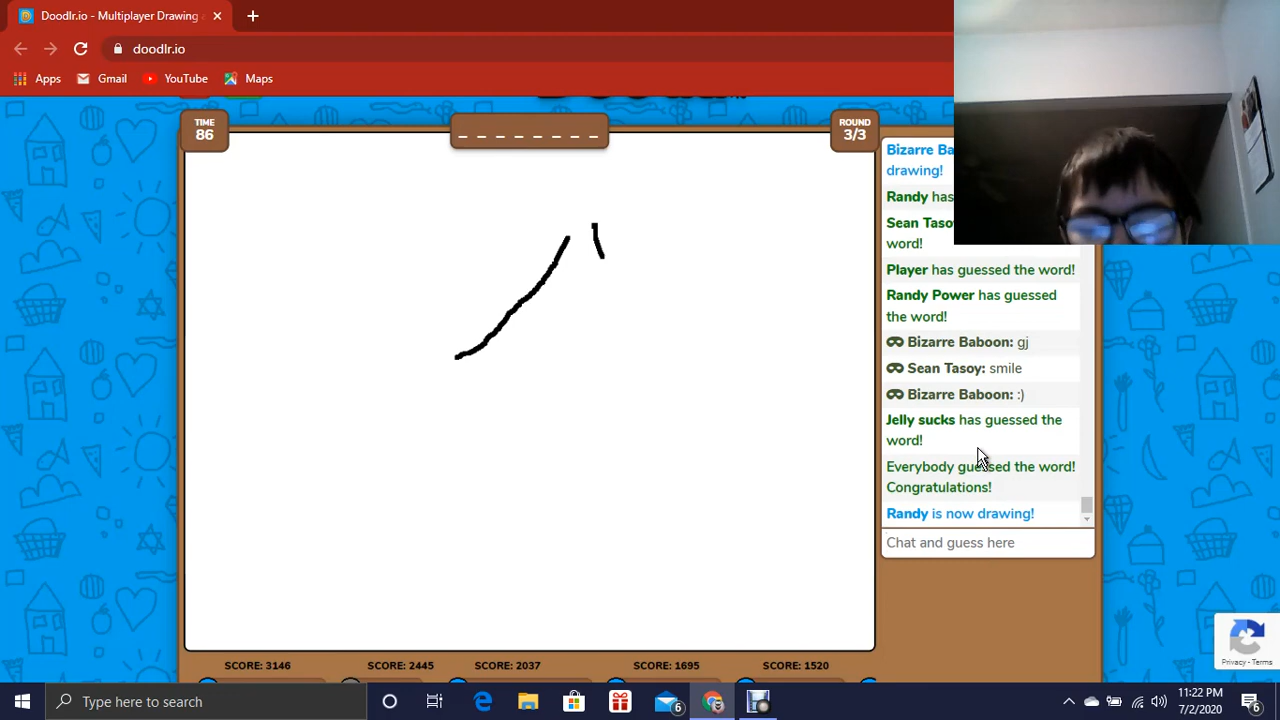 Doodlr.io - Multiplayer Drawing
doodlr.io
Apps Gmail YouTube Maps
TIME
86
_ _ _ _ _ _ _ _
ROUND
3/3
Bizarre Ba
drawing!
Randy has
Sean Taso
word!
Player has guessed the word!
Randy Power has guessed
the word!
Bizarre Baboon: gj
Sean Tasoy: smile
Bizarre Baboon: :)
Jelly sucks has guessed the
word!
Everybody guessed the word!
Congratulations!
Randy is now drawing!
Chat and guess here
SCORE: 3146 SCORE: 2445 SCORE: 2037 SCORE: 1695 SCORE: 1520
Privacy - Terms
Type here to search
6
11:22 PM
7/2/2020
6